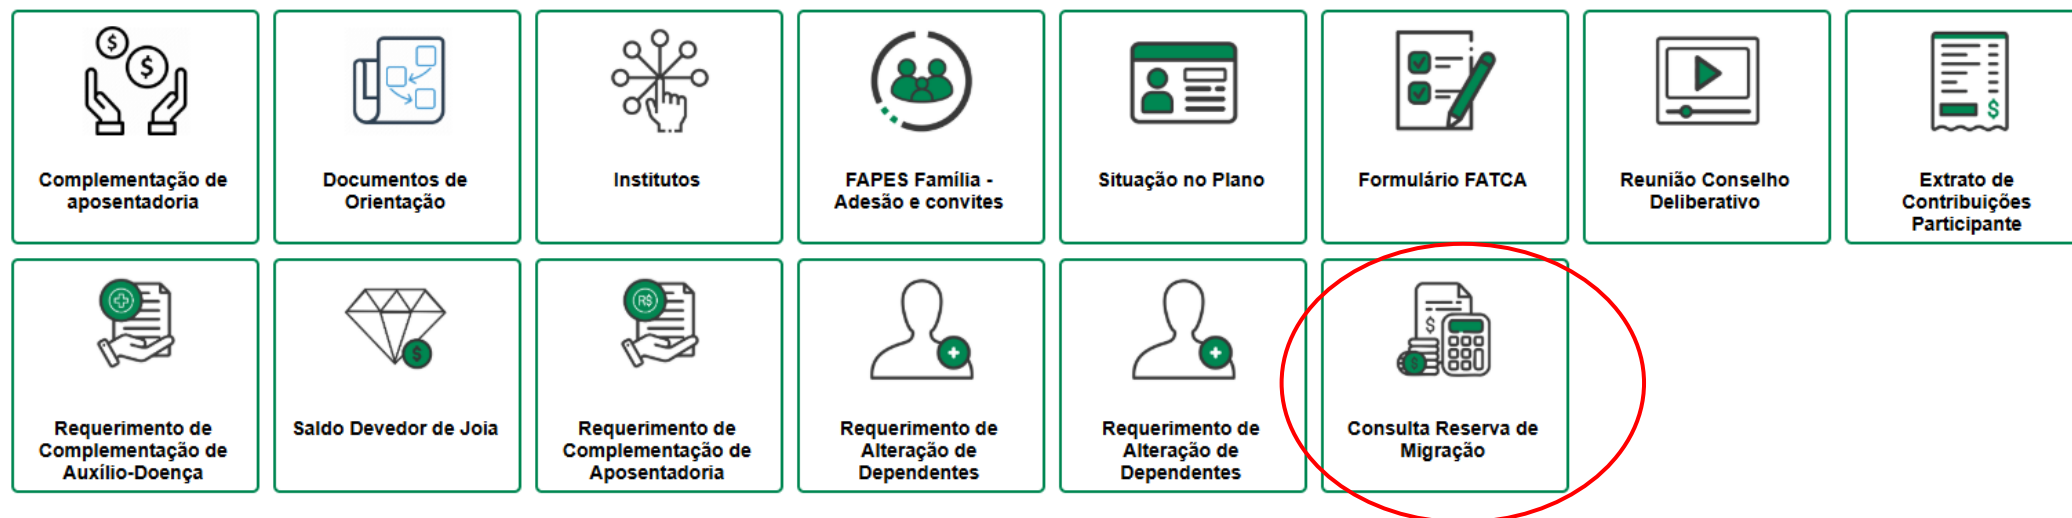 Complementação de
aposentadoria
Documentos de
Orientação
Institutos
FAPES Família -
Adesão e convites
Situação no Plano
Formulário FATCA
Reunião Conselho
Deliberativo
$
Extrato de
Contribuições
Participante
Requerimento de
Complementação de
Auxílio-Doença
$
Saldo Devedor de Joia
R$
Requerimento de
Complementação de
Aposentadoria
Requerimento de
Alteração de
Dependentes
Requerimento de
Alteração de
Dependentes
$
$
Consulta Reserva de
Migração